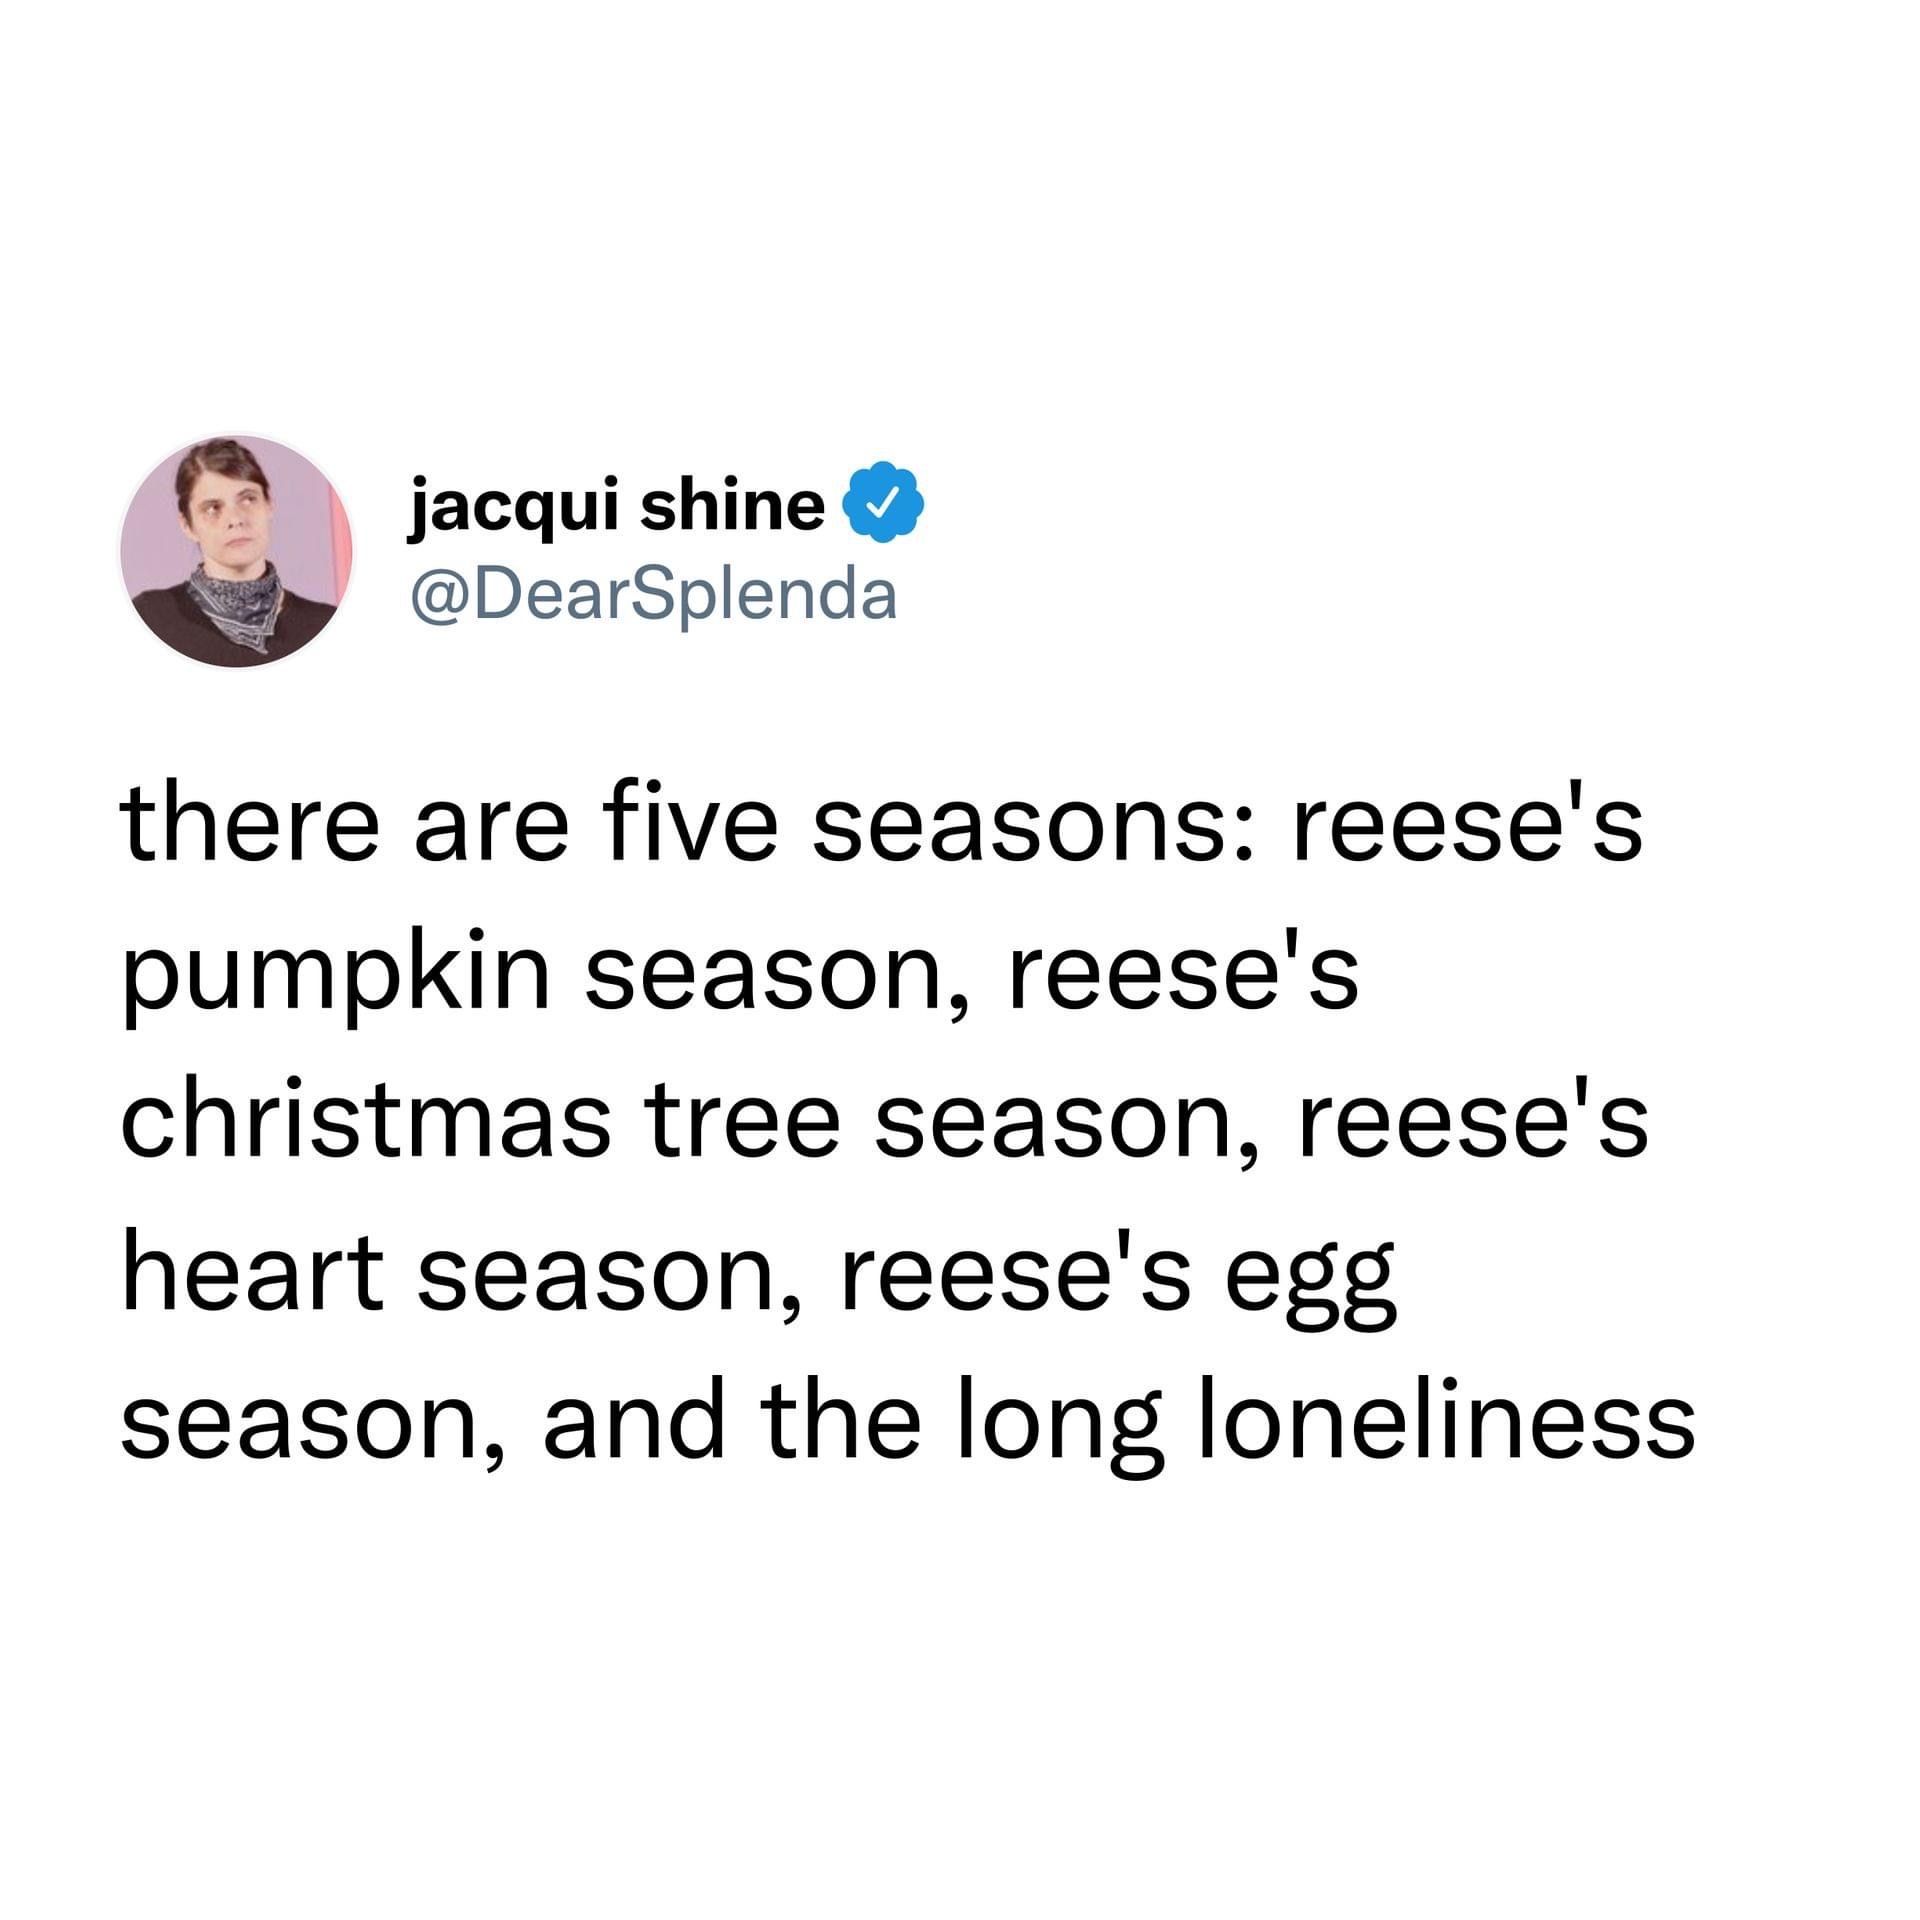 jacqui shine
@DearSplenda
there are five seasons: reese's
pumpkin season, reese's
christmas tree season, reese's
heart season, reese's egg
season, and the long loneliness